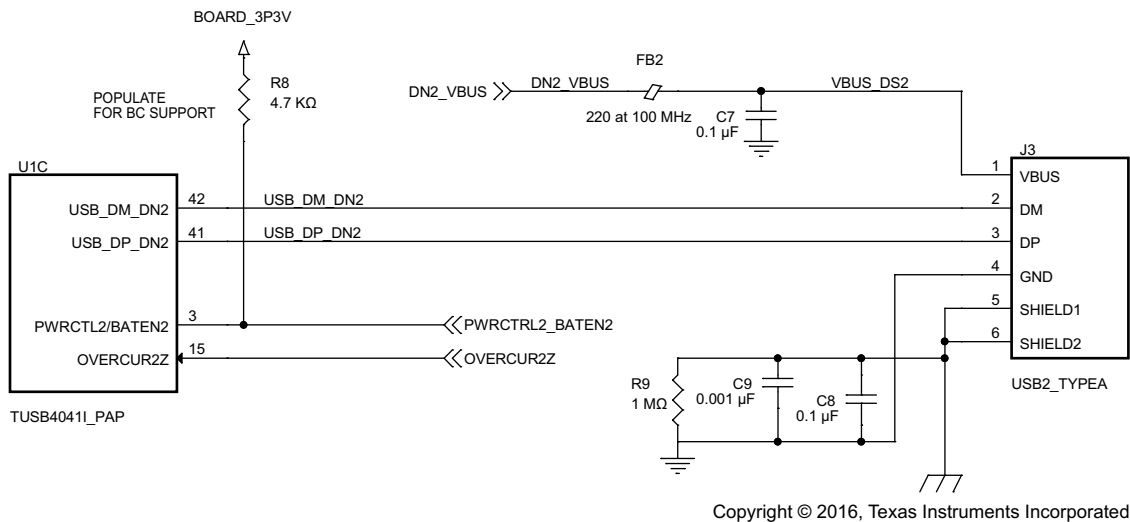 BOARD_3P3V
FB2
R8
4.7 KΩ
DN2_VBUS
DN2_VBUS
VBUS_DS2
POPULATE
FOR BC SUPPORT
220 at 100 MHz
C7
0.1 µF
J3
U1C
1
VBUS
USB_DM_DN2
42
USB_DM_DN2
2
DM
USB_DP_DN2
41
USB_DP_DN2
3
DP
4
GND
PWRCTL2/BATEN2
3
PWRCTRL2_BATEN2
5
SHIELD1
OVERCUR2Z
15
OVERCUR2Z
6
SHIELD2
R9
1 MΩ
C9
0.001 µF
C8
0.1 µF
USB2_TYPEA
TUSB4041I_PAP
Copyright © 2016, Texas Instruments Incorporated